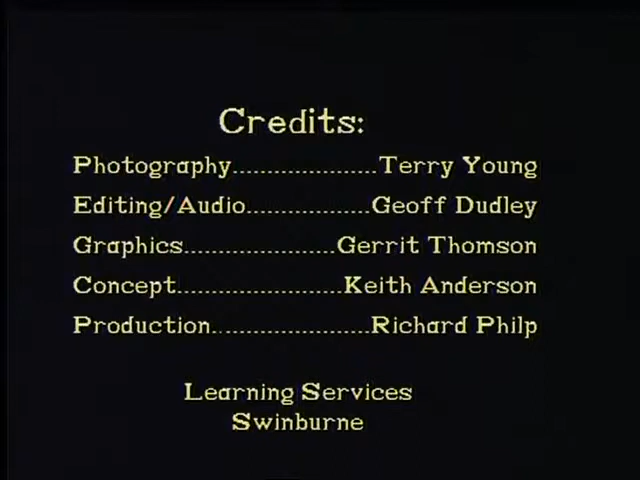 Credits:
Photography.....................Terry Young
Editing/Audio..................Geoff Dudley
Graphics......................Gerrit Thomson
Concept........................Keith Anderson
Production.......................Richard Philp
Learning Services
Swinburne